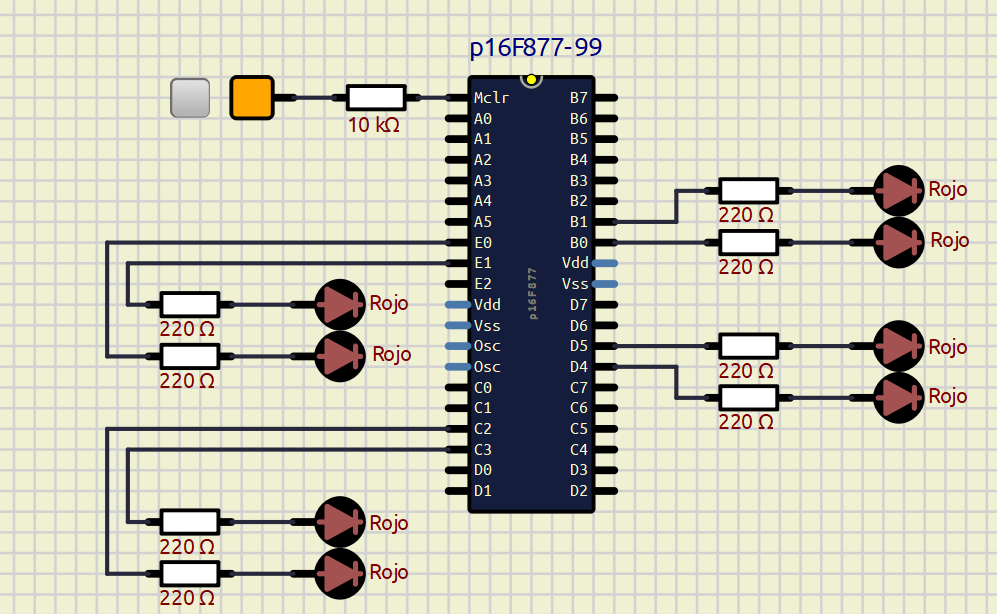 p16F877-99
10 kΩ
Mclr
A0
A1
A2
A3
A4
A5
E0
E1
E2
Vdd
Vss
Osc
Osc
C0
C1
C2
C3
D0
D1
p16F877
B7
B6
B5
B4
B3
B2
B1
B0
Vdd
Vss
D7
D6
D5
D4
C7
C6
C5
C4
D3
D2
Rojo
220 Ω
Rojo
220 Ω
Rojo
220 Ω
Rojo
220 Ω
Rojo
220 Ω
Rojo
220 Ω
Rojo
220 Ω
Rojo
220 Ω